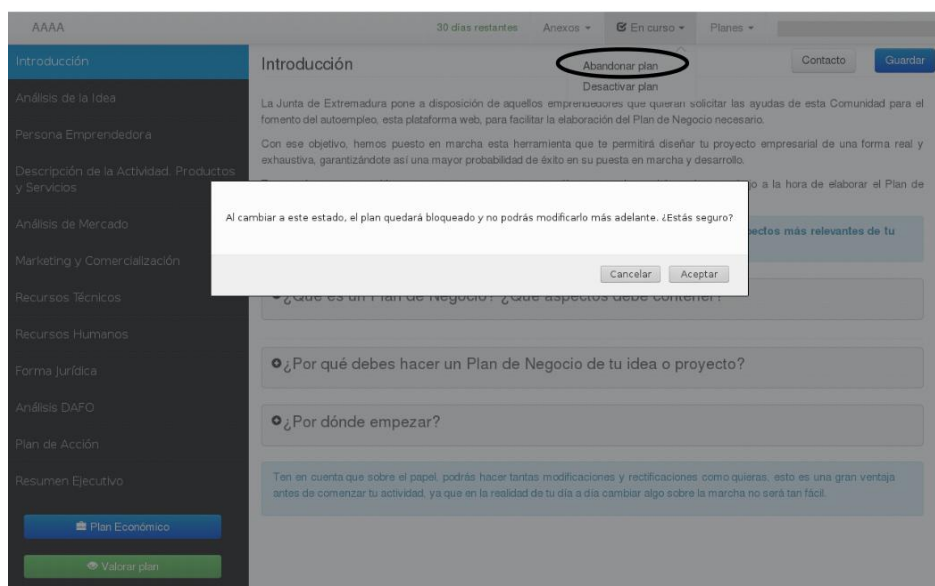 AAAA
30 días restantes
Anexos
En curso
Planes
Introducción
Análisis de la Idea
Persona Emprendedora
Descripción de la Actividad. Productos
y Servicios
Análisis de Mercado
Marketing y Comercialización
Recursos Técnicos
Recursos Humanos
Forma Jurídica
Análisis DAFO
Plan de Acción
Resumen Ejecutivo
Plan Económico
Valorar plan
Introducción
Abandonar plan
Desactivar plan
Contacto
Guardar
La Junta de Extremadura pone a disposición de aquellos emprendedores que quieran solicitar las ayudas de esta Comunidad para el
fomento del autoempleo, esta plataforma web, para facilitar la elaboración del Plan de Negocio necesario.
Con ese objetivo, hemos puesto en marcha esta herramienta que te permitirá diseñar tu proyecto empresarial de una forma real y
exhaustiva, garantizándote así una mayor probabilidad de éxito en su puesta en marcha y desarrollo.
a la hora de elaborar el Plan de
más relevantes de tu
Al cambiar a este estado, el plan quedará bloqueado y no podrás modificarlo más adelante. ¿Estás seguro?
Cancelar
Aceptar
¿Qué es un Plan de Negocio? ¿Qué aspectos debe contener?
¿Por qué debes hacer un Plan de Negocio de tu idea o proyecto?
¿Por dónde empezar?
Ten en cuenta que sobre el papel, podrás hacer tantas modificaciones y rectificaciones como quieras, esto es una gran ventaja
antes de comenzar tu actividad, ya que en la realidad de tu día a día cambiar algo sobre la marcha no será tan fácil.